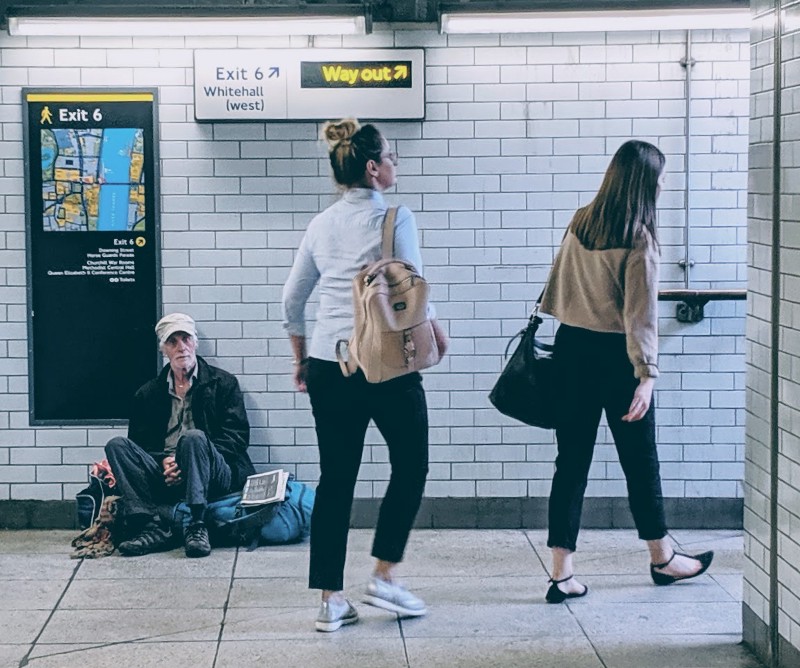 Exit 6
Whitehall
(west)
Way out
Exit 6
Exit 6
Downing Street
Horse Guards Parade
Churchill War Rooms
Methodist Central Hall
Queen Elizabeth II Conference Centre
Toilets